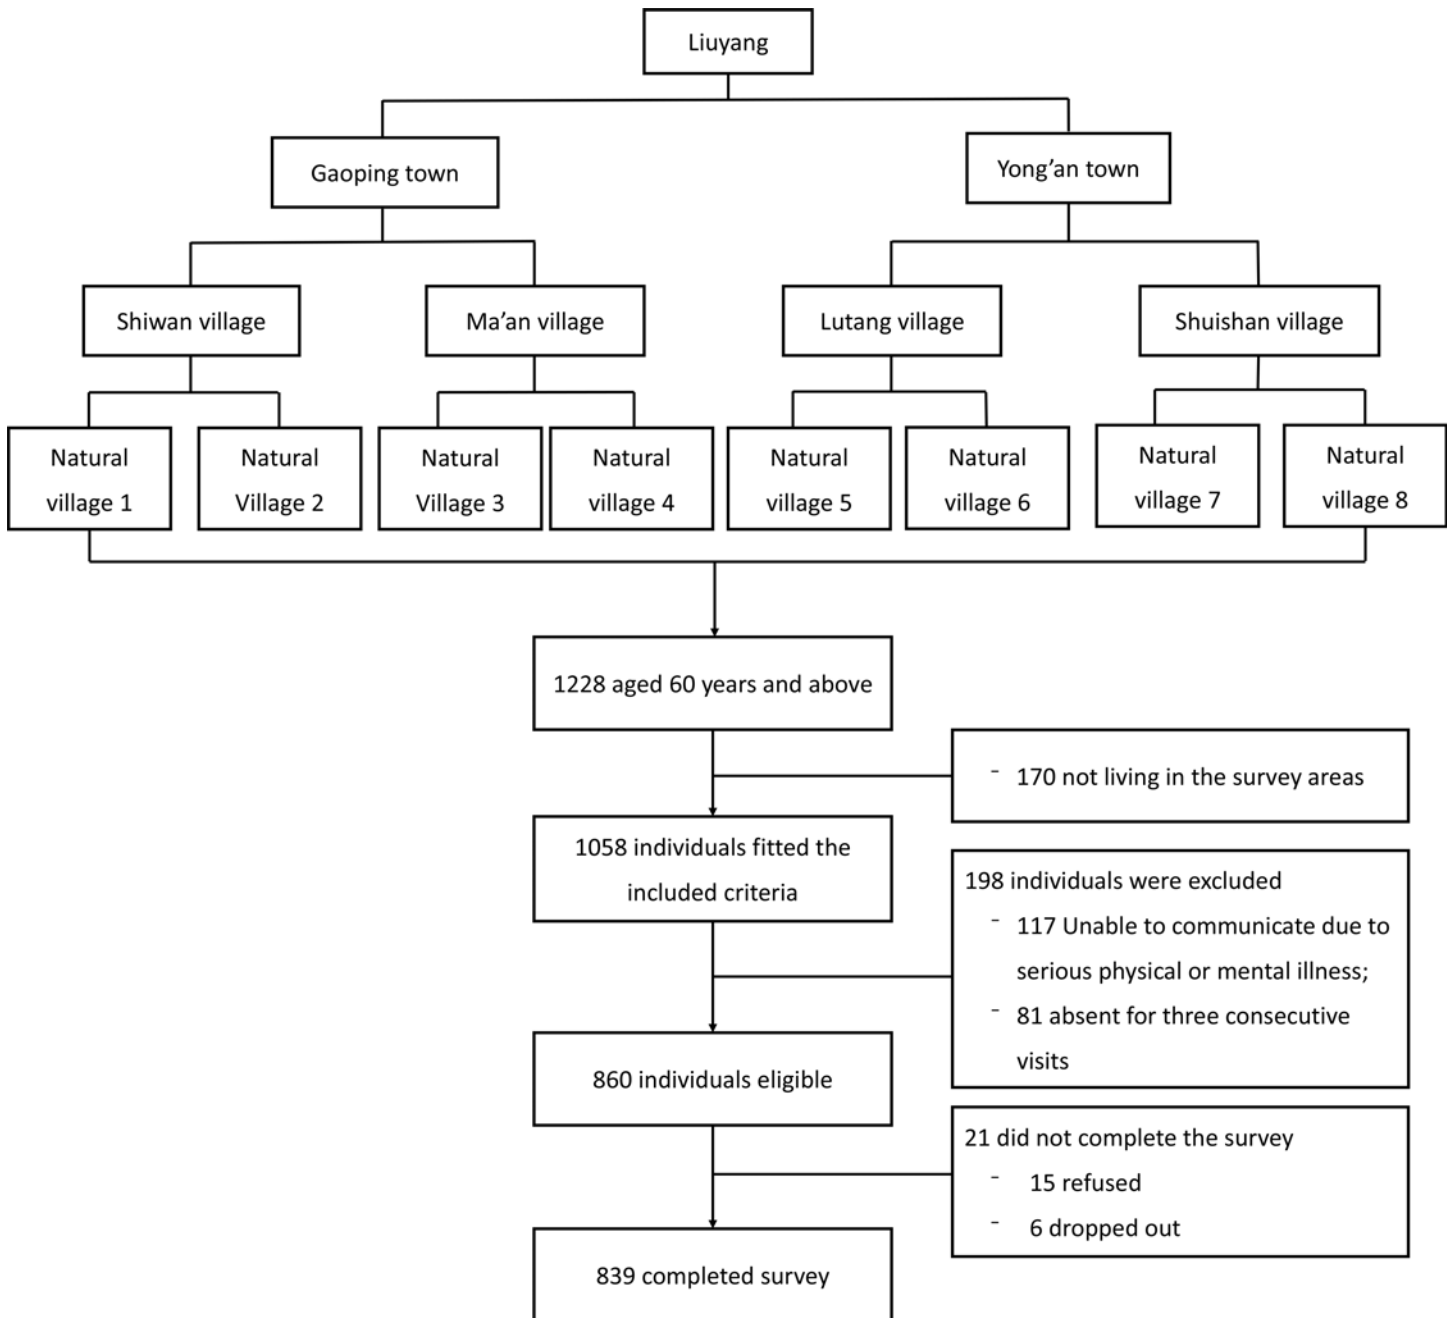 Liuyang
Gaoping town
Yong’an town
Shiwan village
Ma’an village
Lutang village
Shuishan village
Natural
village 1
Natural
Village 2
Natural
Village 3
Natural
village 4
Natural
village 5
Natural
village 6
Natural
village 7
Natural
village 8
1228 aged 60 years and above
- 170 not living in the survey areas
1058 individuals fitted the
included criteria
198 individuals were excluded
- 117 Unable to communicate due to
serious physical or mental illness;
- 81 absent for three consecutive
visits
860 individuals eligible
21 did not complete the survey
- 15 refused
- 6 dropped out
839 completed survey